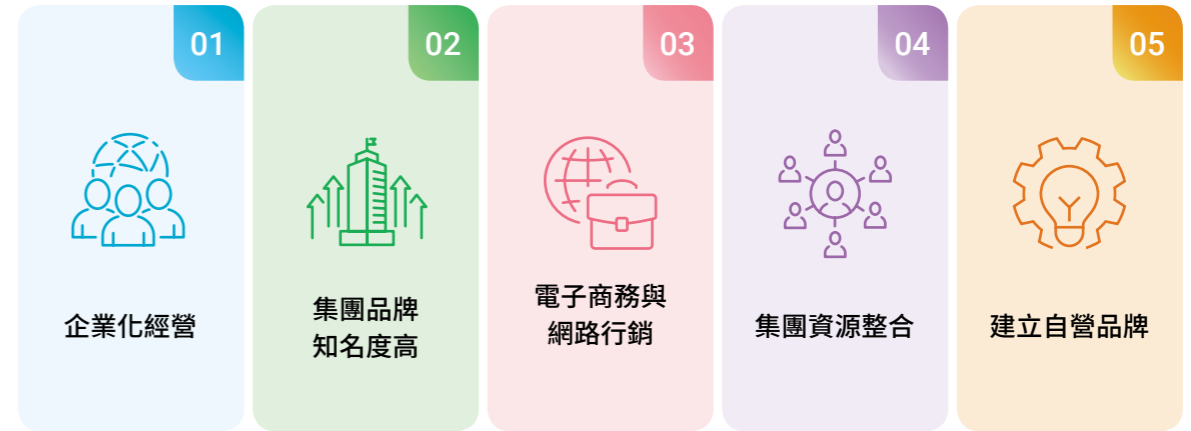 01
企業化經營
02
集團品牌
知名度高
03
電子商務與
網路行銷
04
集團資源整合
05
建立自營品牌